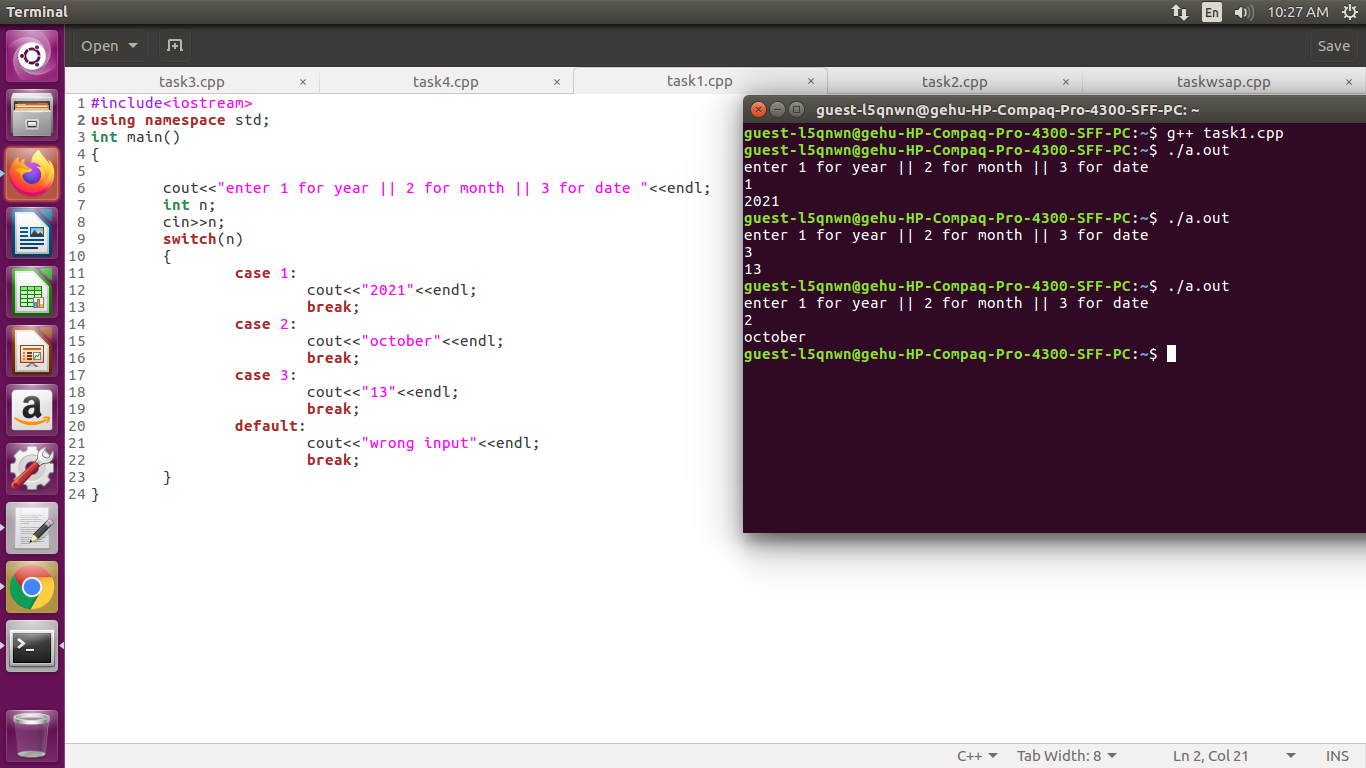 Terminal
En
10:27 AM
Open
Save
task3.cpp
task4.cpp
task1.cpp
task2.cpp
taskwsap.cpp
1 #include<iostream>
2 using namespace std;
3 int main()
4 {
5
6 cout<<"enter 1 for year || 2 for month || 3 for date "<<endl;
7 int n;
8 cin>>n;
9 switch(n)
10 {
11 case 1:
12 cout<<"2021"<<endl;
13 break;
14 case 2:
15 cout<<"october"<<endl;
16 break;
17 case 3:
18 cout<<"13"<<endl;
19 break;
20 default:
21 cout<<"wrong input"<<endl;
22 break;
23 }
24 }
guest-l5qnwn@gehu-HP-Compaq-Pro-4300-SFF-PC: ~
guest-l5qnwn@gehu-HP-Compaq-Pro-4300-SFF-PC:~$ g++ task1.cpp
guest-l5qnwn@gehu-HP-Compaq-Pro-4300-SFF-PC:~$ ./a.out
enter 1 for year || 2 for month || 3 for date
1
2021
guest-l5qnwn@gehu-HP-Compaq-Pro-4300-SFF-PC:~$ ./a.out
enter 1 for year || 2 for month || 3 for date
3
13
guest-l5qnwn@gehu-HP-Compaq-Pro-4300-SFF-PC:~$ ./a.out
enter 1 for year || 2 for month || 3 for date
2
october
guest-l5qnwn@gehu-HP-Compaq-Pro-4300-SFF-PC:~$
C++
Tab Width: 8
Ln 2, Col 21
INS